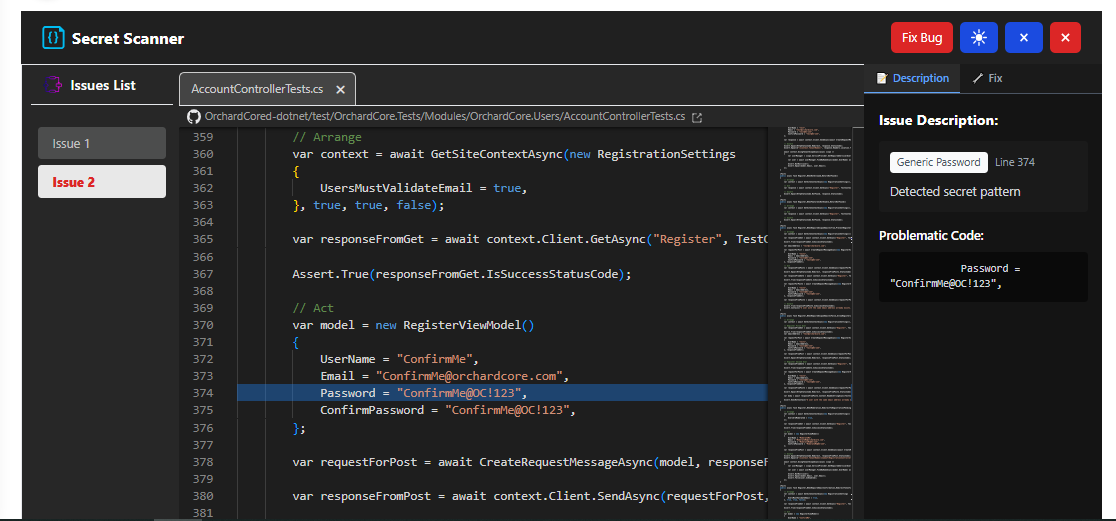 {} Secret Scanner
Fix Bug
Issues List
Issue 1
Issue 2
AccountControllerTests.cs
OrchardCored-dotnet/test/OrchardCore.Tests/Modules/OrchardCore.Users/AccountControllerTests.cs
359 // Arrange
360 var context = await GetSiteContextAsync(new RegistrationSettings
361 {
362 UsersMustValidateEmail = true,
363 }, true, true, false);
364
365 var responseFromGet = await context.Client.GetAsync("Register", TestC
366
367 Assert.True(responseFromGet.IsSuccessStatusCode);
368
369 // Act
370 var model = new RegisterViewModel()
371 {
372 UserName = "ConfirmMe",
373 Email = "ConfirmMe@orchardcore.com",
374 Password = "ConfirmMe@OC!123",
375 ConfirmPassword = "ConfirmMe@OC!123",
376 };
377
378 var requestForPost = await CreateRequestMessageAsync(model, responseF
379
380 var responseFromPost = await context.Client.SendAsync(requestForPost,
381
Description Fix
Issue Description:
Generic Password Line 374
Detected secret pattern
Problematic Code:
Password =
"ConfirmMe@OC!123",